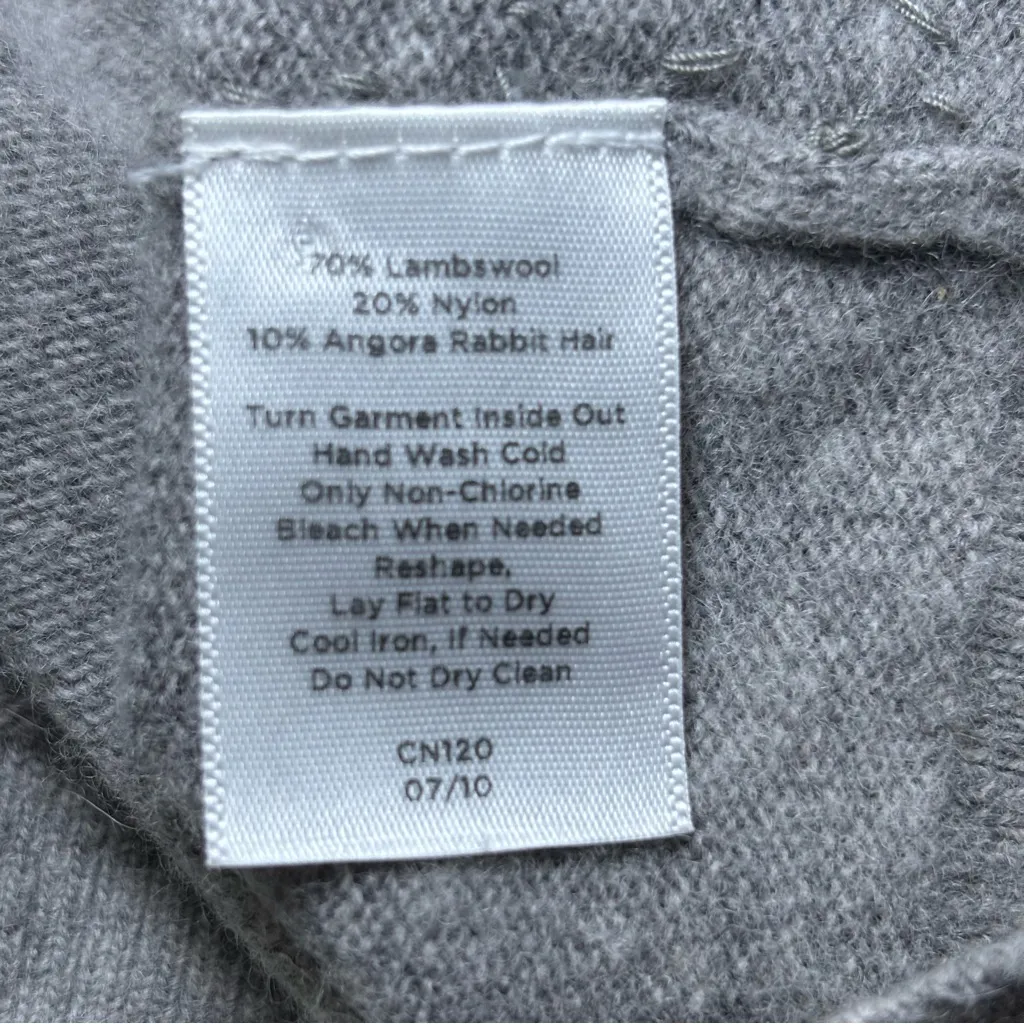 70% Lambswool
20% Nylon
10% Angora Rabbit Hair
Turn Garment Inside Out
Hand Wash Cold
Only Non-Chlorine
Bleach When Needed
Reshape,
Lay Flat to Dry
Cool Iron, If Needed
Do Not Dry Clean
CN120
07/10